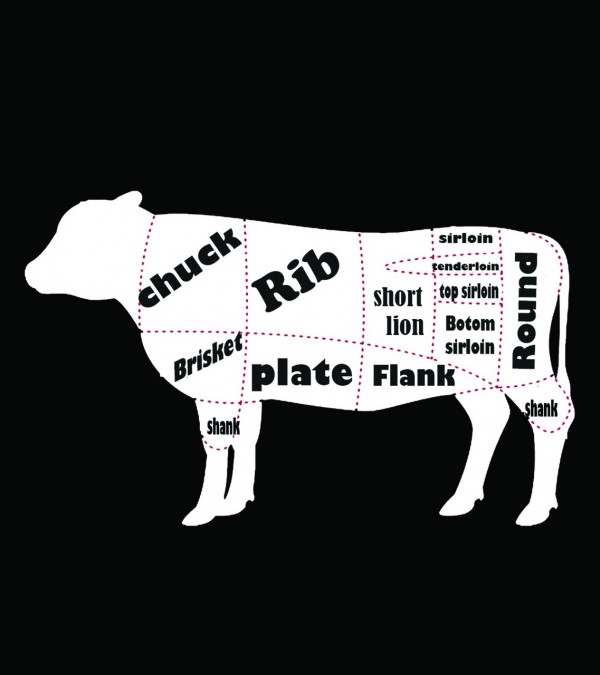 chuck
Rib
short
lion
sirloin
tenderloin
top sirloin
Botom
sirloin
Round
Brisket
plate
Flank
shank
shank